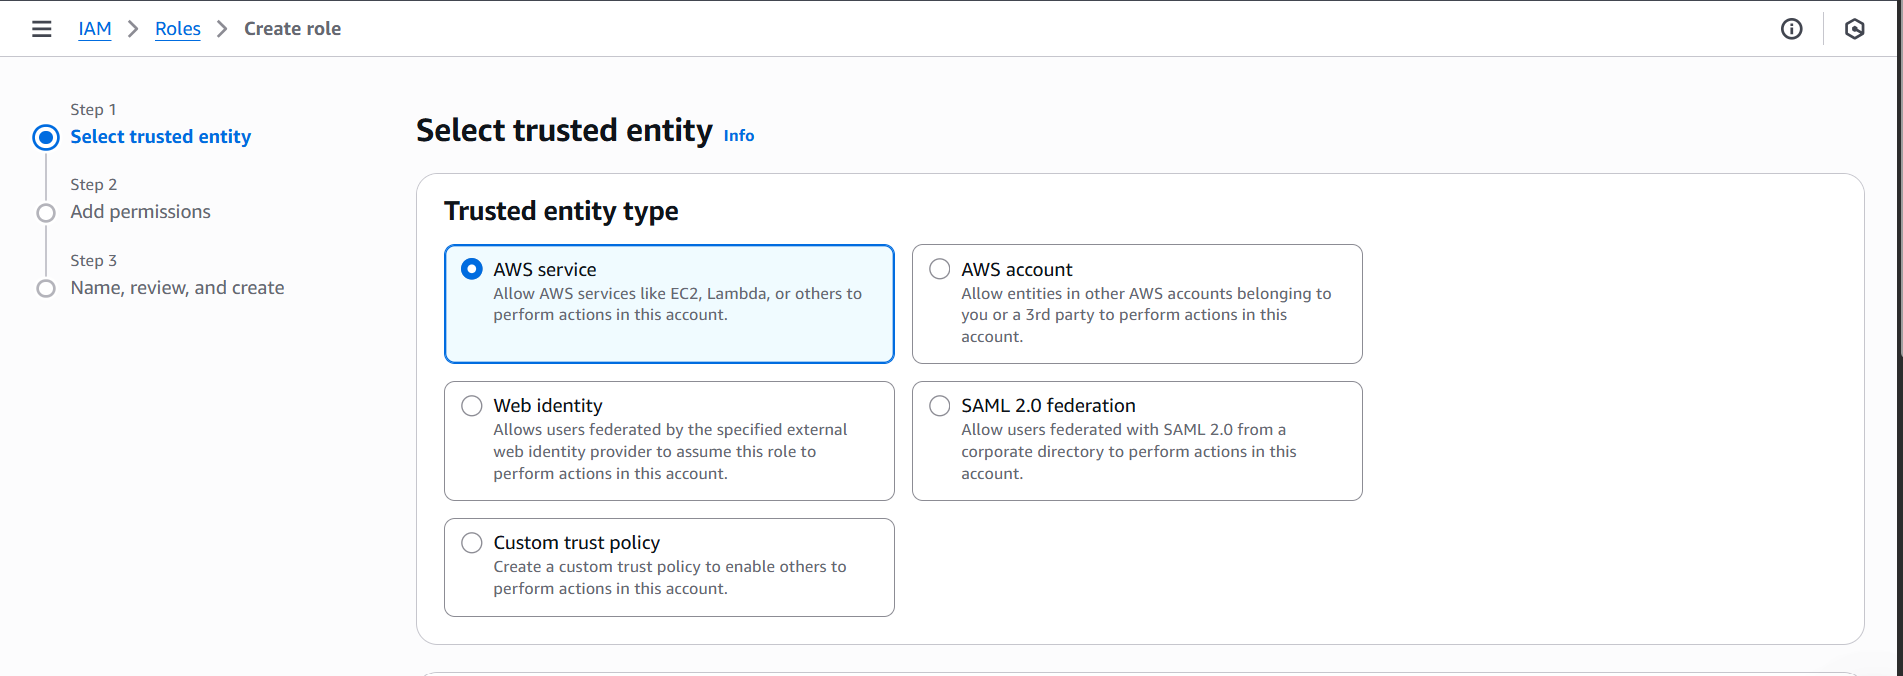 IAM > Roles > Create role
Step 1
Select trusted entity
Step 2
Add permissions
Step 3
Name, review, and create
Select trusted entity Info
Trusted entity type
AWS service
Allow AWS services like EC2, Lambda, or others to
perform actions in this account.
AWS account
Allow entities in other AWS accounts belonging to
you or a 3rd party to perform actions in this
account.
Web identity
Allows users federated by the specified external
web identity provider to assume this role to
perform actions in this account.
SAML 2.0 federation
Allow users federated with SAML 2.0 from a
corporate directory to perform actions in this
account.
Custom trust policy
Create a custom trust policy to enable others to
perform actions in this account.